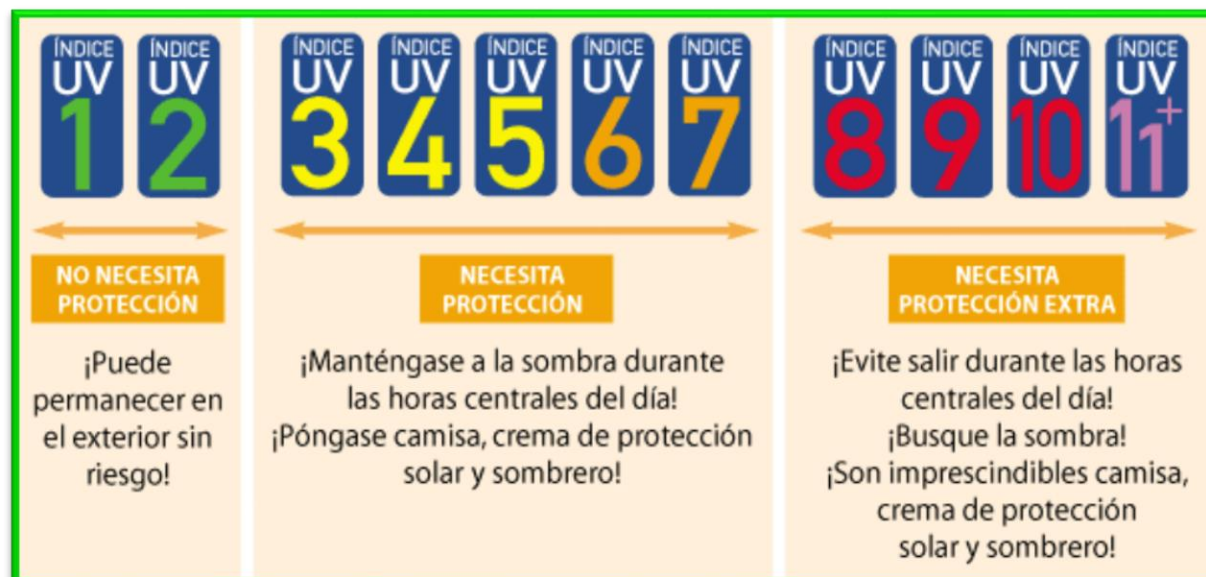 ÍNDICE
UV
1
ÍNDICE
UV
2
NO NECESITA
PROTECCIÓN
¡Puede
permanecer en
el exterior sin
riesgo!
ÍNDICE
UV
3
ÍNDICE
UV
4
ÍNDICE
UV
5
ÍNDICE
UV
6
ÍNDICE
UV
7
NECESITA
PROTECCIÓN
¡Manténgase a la sombra durante
las horas centrales del día!
¡Póngase camisa, crema de protección
solar y sombrero!
ÍNDICE
UV
8
ÍNDICE
UV
9
ÍNDICE
UV
10
ÍNDICE
UV
11+
NECESITA
PROTECCIÓN EXTRA
¡Evite salir durante las horas
centrales del día!
¡Busque la sombra!
¡Son imprescindibles camisa,
crema de protección
solar y sombrero!